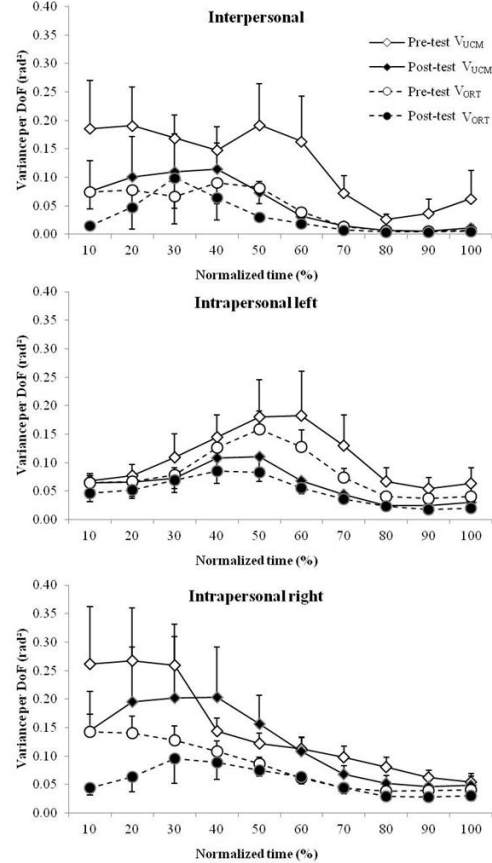 Interpersonal
0.40
0.35
0.30
0.25
0.20
0.15
0.10
0.05
0.00
Variance per DoF (rad²)
Pre-test VUCM
Post-test VUCM
Pre-test VORT
Post-test VORT
10 20 30 40 50 60 70 80 90 100
Normalized time (%)
Intrapersonal left
0.40
0.35
0.30
0.25
0.20
0.15
0.10
0.05
0.00
Variance per DoF (rad²)
10 20 30 40 50 60 70 80 90 100
Normalized time (%)
Intrapersonal right
0.40
0.35
0.30
0.25
0.20
0.15
0.10
0.05
0.00
Variance per DoF (rad²)
10 20 30 40 50 60 70 80 90 100
Normalized time (%)